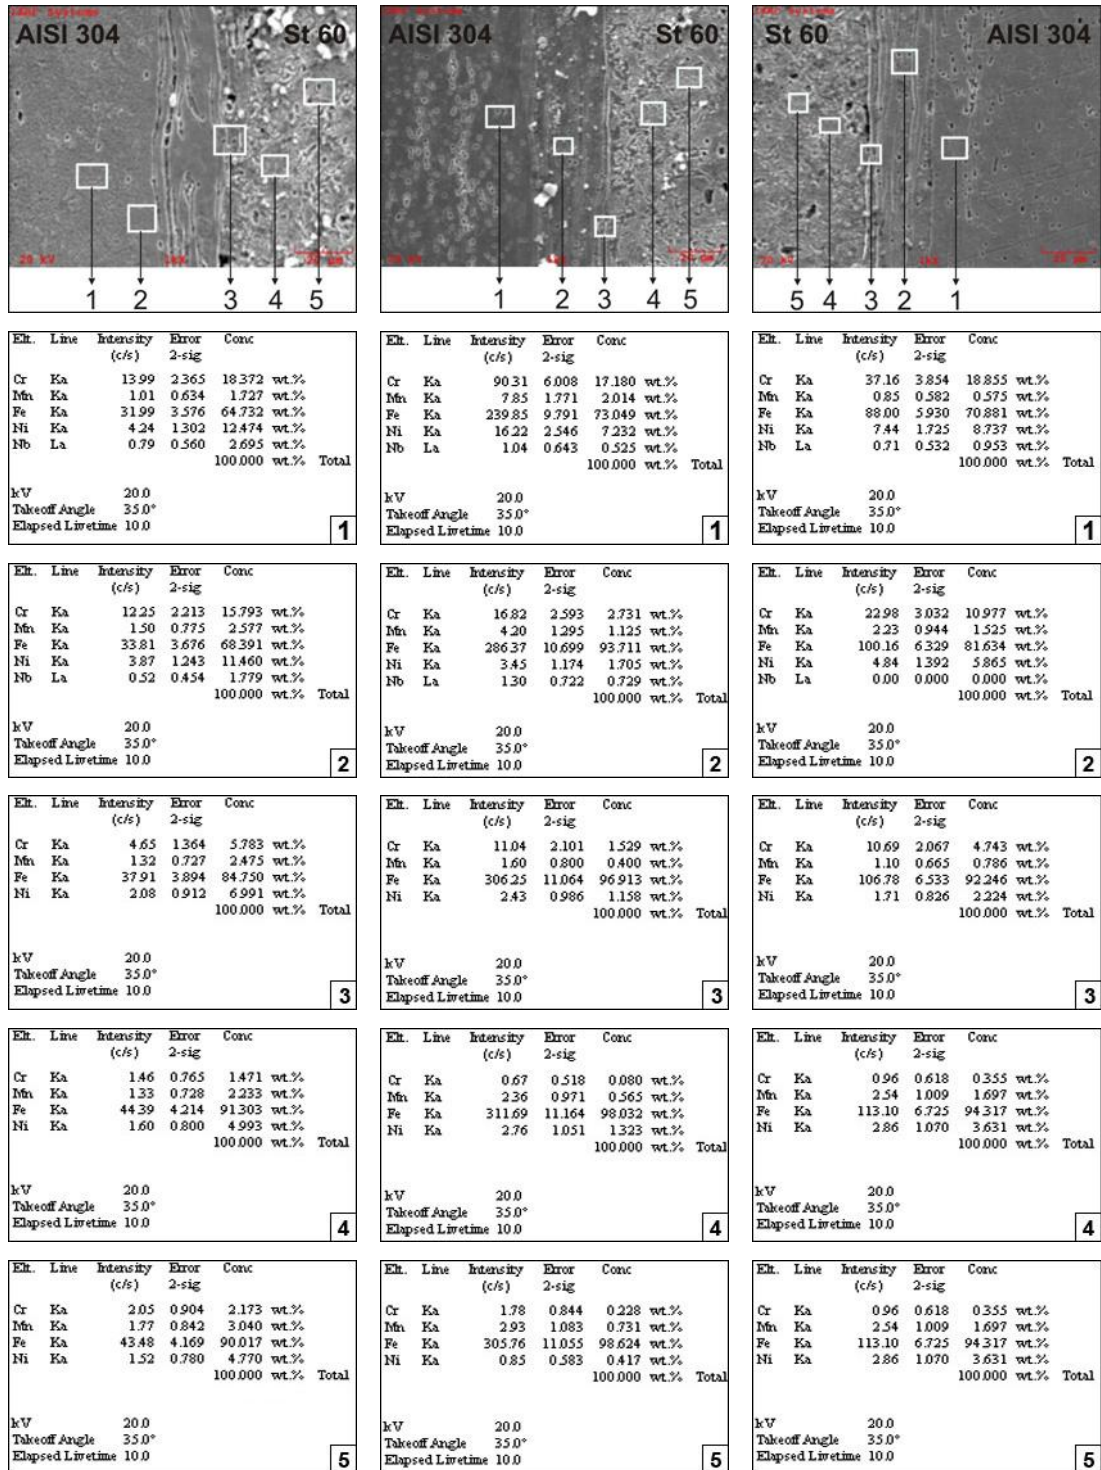 AISI 304 St 60
20 kV
1 2 3 4 5
AISI 304 St 60
1 2 3 4 5
St 60 AISI 304
5 4 3 2 1
Elt. Line Intensity Error Conc
(c/s) 2-sig
Cr Ka 13.99 2.365 18.372 wt.%
Mn Ka 1.01 0.634 1.727 wt.%
Fe Ka 31.99 3.576 64.732 wt.%
Ni Ka 4.24 1.302 12.474 wt.%
Nb La 0.79 0.560 2.695 wt.%
100.000 wt.% Total
kV 20.0
Takeoff Angle 35.0°
Elapsed Livetime 10.0
1
Elt. Line Intensity Error Conc
(c/s) 2-sig
Cr Ka 90.31 6.008 17.180 wt.%
Mn Ka 7.85 1.771 2.014 wt.%
Fe Ka 239.85 9.791 73.049 wt.%
Ni Ka 16.22 2.546 7.232 wt.%
Nb La 1.04 0.643 0.525 wt.%
100.000 wt.% Total
kV 20.0
Takeoff Angle 35.0°
Elapsed Livetime 10.0
1
Elt. Line Intensity Error Conc
(c/s) 2-sig
Cr Ka 37.16 3.854 18.855 wt.%
Mn Ka 0.85 0.582 0.575 wt.%
Fe Ka 88.00 5.930 70.881 wt.%
Ni Ka 7.44 1.725 8.737 wt.%
Nb La 0.71 0.532 0.953 wt.%
100.000 wt.% Total
kV 20.0
Takeoff Angle 35.0°
Elapsed Livetime 10.0
1
Elt. Line Intensity Error Conc
(c/s) 2-sig
Cr Ka 12.25 2.213 15.793 wt.%
Mn Ka 1.50 0.775 2.577 wt.%
Fe Ka 33.81 3.676 68.391 wt.%
Ni Ka 3.87 1.243 11.460 wt.%
Nb La 0.52 0.454 1.779 wt.%
100.000 wt.% Total
kV 20.0
Takeoff Angle 35.0°
Elapsed Livetime 10.0
2
Elt. Line Intensity Error Conc
(c/s) 2-sig
Cr Ka 16.82 2.593 2.731 wt.%
Mn Ka 4.20 1.295 1.125 wt.%
Fe Ka 286.37 10.699 93.711 wt.%
Ni Ka 3.45 1.174 1.705 wt.%
Nb La 1.30 0.722 0.729 wt.%
100.000 wt.% Total
kV 20.0
Takeoff Angle 35.0°
Elapsed Livetime 10.0
2
Elt. Line Intensity Error Conc
(c/s) 2-sig
Cr Ka 22.98 3.032 10.977 wt.%
Mn Ka 2.23 0.944 1.525 wt.%
Fe Ka 100.16 6.329 81.634 wt.%
Ni Ka 4.84 1.392 5.865 wt.%
Nb La 0.00 0.000 0.000 wt.%
100.000 wt.% Total
kV 20.0
Takeoff Angle 35.0°
Elapsed Livetime 10.0
2
Elt. Line Intensity Error Conc
(c/s) 2-sig
Cr Ka 4.65 1.364 5.783 wt.%
Mn Ka 1.32 0.727 2.475 wt.%
Fe Ka 37.91 3.894 84.750 wt.%
Ni Ka 2.08 0.912 6.991 wt.%
100.000 wt.% Total
kV 20.0
Takeoff Angle 35.0°
Elapsed Livetime 10.0
3
Elt. Line Intensity Error Conc
(c/s) 2-sig
Cr Ka 11.04 2.101 1.529 wt.%
Mn Ka 1.60 0.800 0.400 wt.%
Fe Ka 306.25 11.064 96.913 wt.%
Ni Ka 2.43 0.986 1.158 wt.%
100.000 wt.% Total
kV 20.0
Takeoff Angle 35.0°
Elapsed Livetime 10.0
3
Elt. Line Intensity Error Conc
(c/s) 2-sig
Cr Ka 10.69 2.067 4.743 wt.%
Mn Ka 1.10 0.665 0.786 wt.%
Fe Ka 106.78 6.533 92.246 wt.%
Ni Ka 1.71 0.826 2.224 wt.%
100.000 wt.% Total
kV 20.0
Takeoff Angle 35.0°
Elapsed Livetime 10.0
3
Elt. Line Intensity Error Conc
(c/s) 2-sig
Cr Ka 1.46 0.765 1.471 wt.%
Mn Ka 1.33 0.728 2.233 wt.%
Fe Ka 44.39 4.214 91.303 wt.%
Ni Ka 1.60 0.800 4.993 wt.%
100.000 wt.% Total
kV 20.0
Takeoff Angle 35.0°
Elapsed Livetime 10.0
4
Elt. Line Intensity Error Conc
(c/s) 2-sig
Cr Ka 0.67 0.518 0.080 wt.%
Mn Ka 2.36 0.971 0.565 wt.%
Fe Ka 311.69 11.164 98.032 wt.%
Ni Ka 2.76 1.051 1.323 wt.%
100.000 wt.% Total
kV 20.0
Takeoff Angle 35.0°
Elapsed Livetime 10.0
4
Elt. Line Intensity Error Conc
(c/s) 2-sig
Cr Ka 0.96 0.618 0.355 wt.%
Mn Ka 2.54 1.009 1.697 wt.%
Fe Ka 113.10 6.725 94.317 wt.%
Ni Ka 2.86 1.070 3.631 wt.%
100.000 wt.% Total
kV 20.0
Takeoff Angle 35.0°
Elapsed Livetime 10.0
4
Elt. Line Intensity Error Conc
(c/s) 2-sig
Cr Ka 2.05 0.904 2.173 wt.%
Mn Ka 1.77 0.842 3.040 wt.%
Fe Ka 43.48 4.169 90.017 wt.%
Ni Ka 1.52 0.780 4.770 wt.%
100.000 wt.% Total
kV 20.0
Takeoff Angle 35.0°
Elapsed Livetime 10.0
5
Elt. Line Intensity Error Conc
(c/s) 2-sig
Cr Ka 1.78 0.844 0.228 wt.%
Mn Ka 2.93 1.083 0.731 wt.%
Fe Ka 305.76 11.055 98.624 wt.%
Ni Ka 0.85 0.583 0.417 wt.%
100.000 wt.% Total
kV 20.0
Takeoff Angle 35.0°
Elapsed Livetime 10.0
5
Elt. Line Intensity Error Conc
(c/s) 2-sig
Cr Ka 0.96 0.618 0.355 wt.%
Mn Ka 2.54 1.009 1.697 wt.%
Fe Ka 113.10 6.725 94.317 wt.%
Ni Ka 2.86 1.070 3.631 wt.%
100.000 wt.% Total
kV 20.0
Takeoff Angle 35.0°
Elapsed Livetime 10.0
5